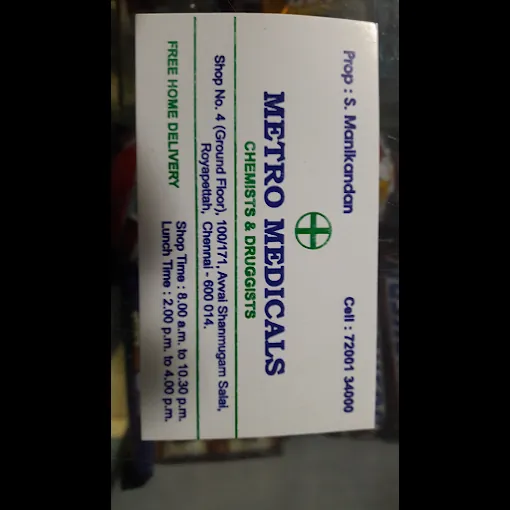 Prop : S. Manikandan
Cell : 72001 34000
METRO MEDICALS
CHEMISTS & DRUGGISTS
Shop No. 4 (Ground Floor), 100/171, Avvai Shanmugam Salai,
Royapettah, Chennai - 600 014.
FREE HOME DELIVERY
Shop Time : 8.00 a.m. to 10.30 p.m.
Lunch Time : 2.00 p.m. to 4.00 p.m.